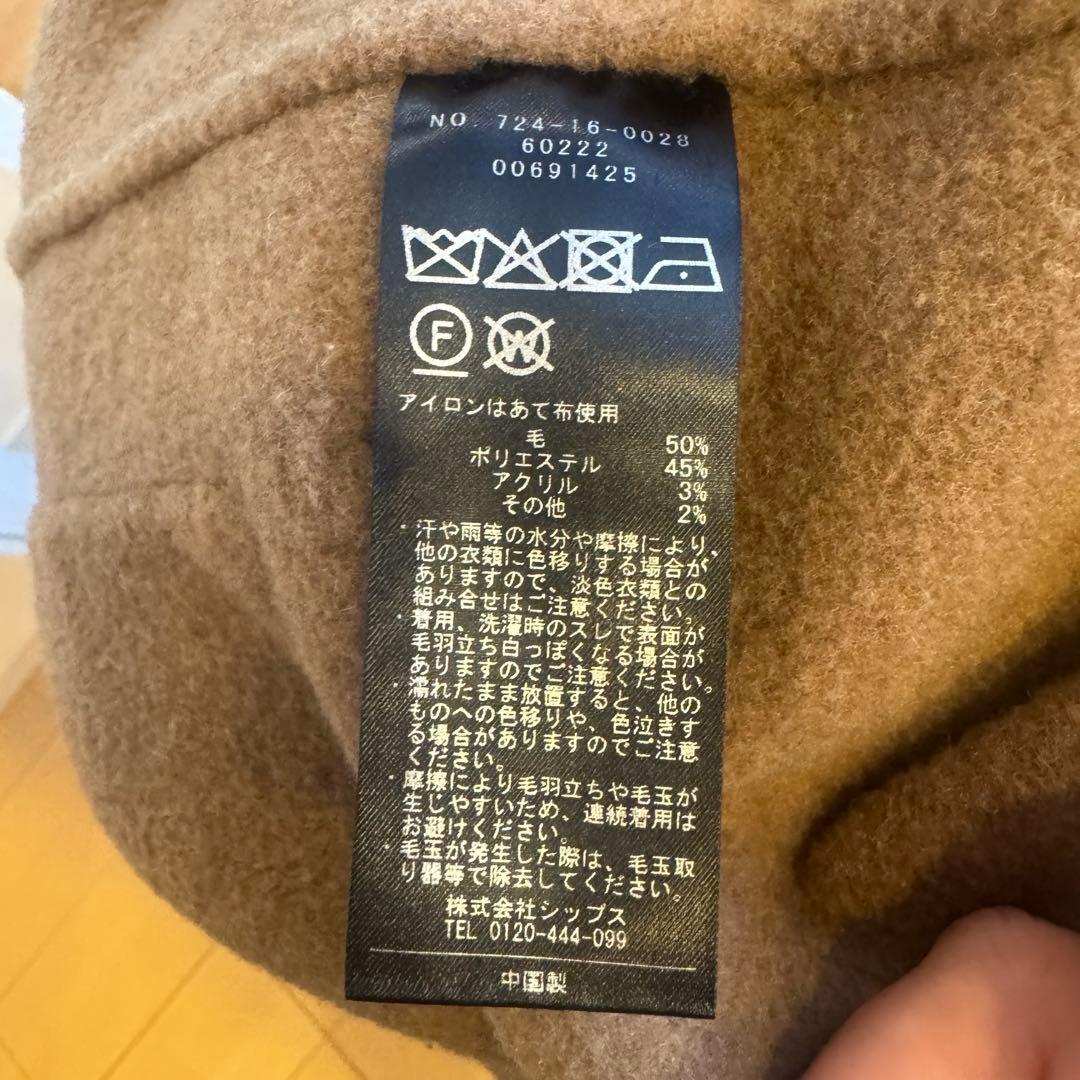 NO. 724-16-0028
60222
00691425
F W
アイロンはあて布使用
毛 50%
ポリエステル 45%
アクリル 3%
その他 2%
・汗や雨等の水分や摩擦により、
他の衣類に色移りする場合が
ありますので、淡色衣類との
組み合せはご注意ください。
・着用、洗濯時のスレで表面が
毛羽立ち白っぽくなる場合が
ありますのでご注意ください。
・濡れたまま放置すると、他の
ものへの色移りや、色泣きす
る場合がありますのでご注意
ください。
・摩擦により毛羽立ちや毛玉が
生じやすいため、連続着用は
お避けください。
・毛玉が発生した際は、毛玉取
り器等で除去してください。
株式会社シップス
TEL 0120-444-099
中国製